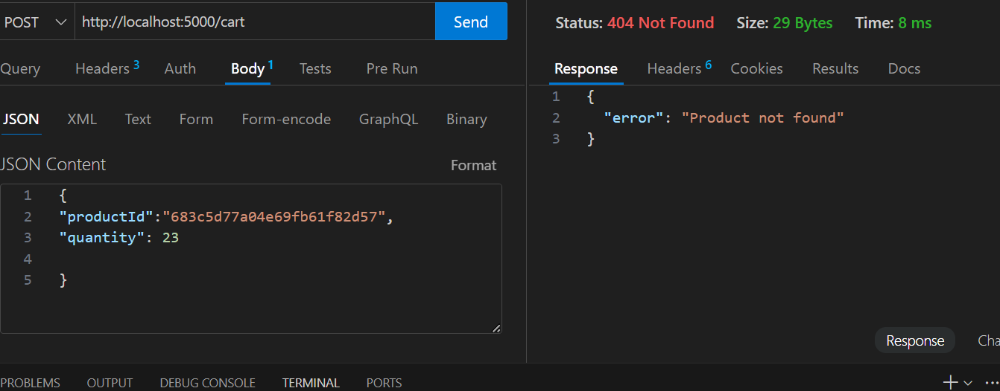 POST http://localhost:5000/cart Send
Query Headers 3 Auth Body 1 Tests Pre Run
JSON XML Text Form Form-encode GraphQL Binary
JSON Content Format
1 {
2 "productId":"683c5d77a04e69fb61f82d57",
3 "quantity": 23
4
5 }
Status: 404 Not Found Size: 29 Bytes Time: 8 ms
Response Headers 6 Cookies Results Docs
1 {
2 "error": "Product not found"
3 }
Response Cha
PROBLEMS OUTPUT DEBUG CONSOLE TERMINAL PORTS